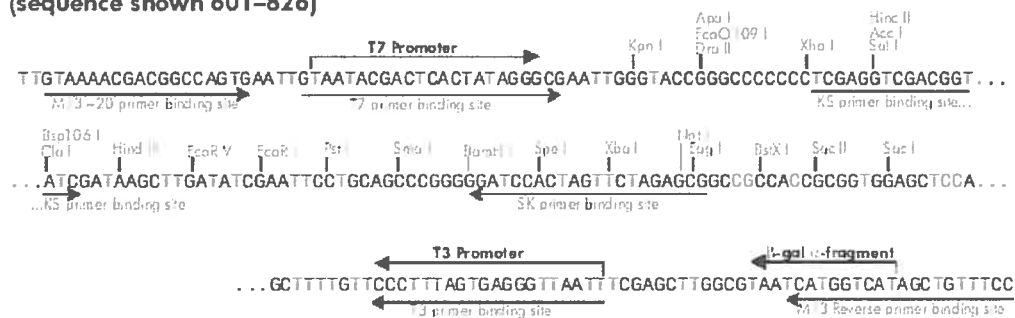 (sequence shown 601–826)
Apa I
EcoO 109 I
Dra II
Hinc II
Acc I
Sal I
T7 Promoter
Kpn I
Xho I
TTGTAAAACGACGGCCAGTGAATTGTAATACGACTCACTATAGGGCGAATTGGGTACCGGGCCCCCCCTCGAGGTCGACGGT...
M13 –20 primer binding site
T7 primer binding site
KS primer binding site...
Bsp106 I
Cla I
Hind
EcoR V
EcoR I
Pst I
Sma I
BamH I
Spe I
Xba I
Not I
Eag I
BstX I
Sac II
Sac I
...ATCGATAAGCTTGATATCGAATTCCTGCAGCCCGGGGGATCCACTAGTTCTAGAGCGGCCGCCACCGCGGTGGAGCTCCA...
...KS primer binding site
SK primer binding site
T3 Promoter
β-gal α-fragment
...GCTTTTGTTCCCTTTAGTGAGGGTTAATTTCGAGCTTGGCGTAATCATGGTCATAGCTGTTTCC
T3 primer binding site
M13 Reverse primer binding site